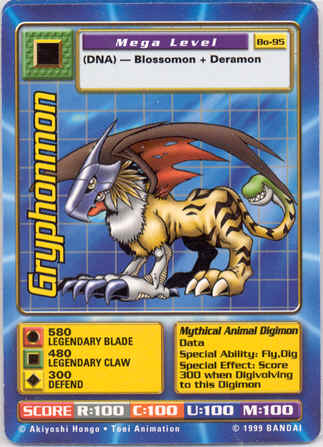 Mega Level
Bo-95
(DNA) — Blossomon + Deramon
Gryphonmon
580
LEGENDARY BLADE
480
LEGENDARY CLAW
300
DEFEND
Mythical Animal Digimon
Data
Special Ability: Fly,Dig
Special Effect: Score
300 when Digivolving
to this Digimon
SCORE R:100 C:100 U:100 M:100
© Akiyoshi Hongo • Toei Animation © 1999 BANDAI